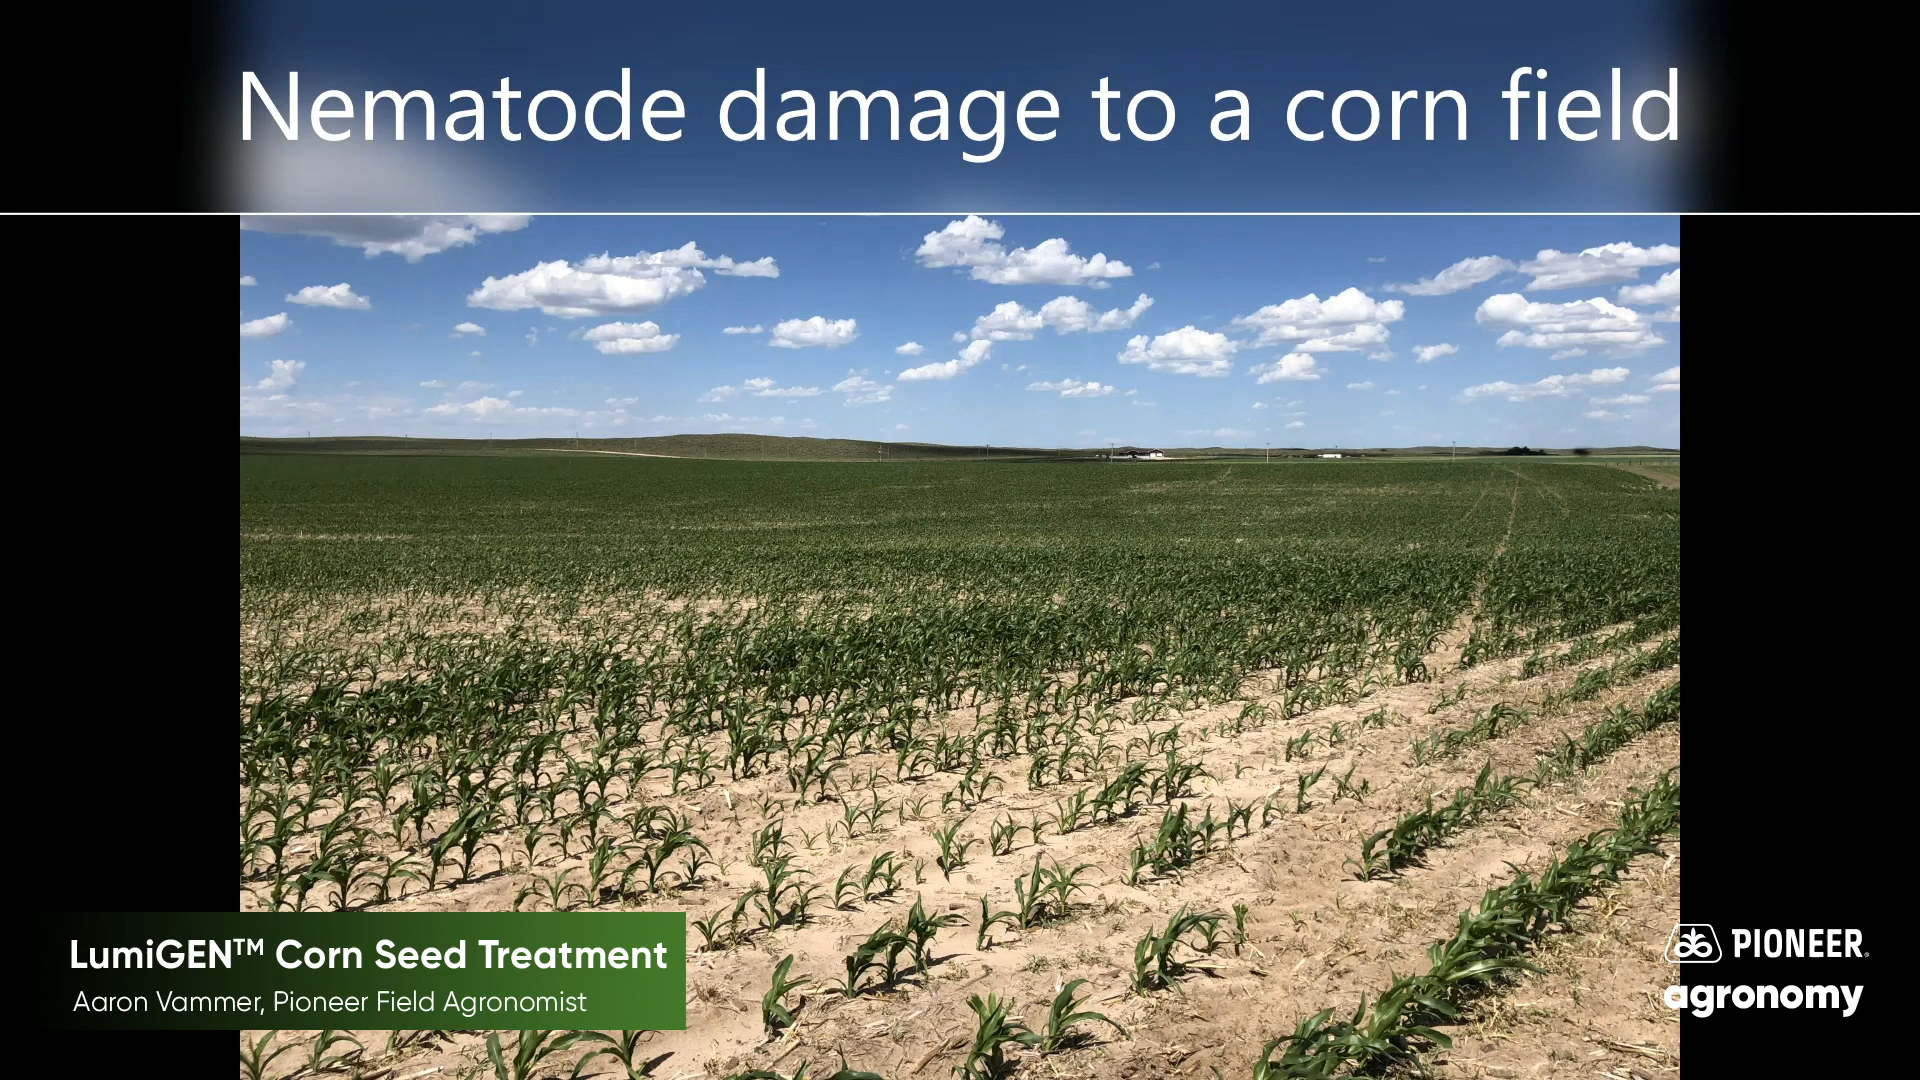 Nematode damage to a corn field
LumiGEN™ Corn Seed Treatment
Aaron Vammer, Pioneer Field Agronomist
PIONEER®
agronomy